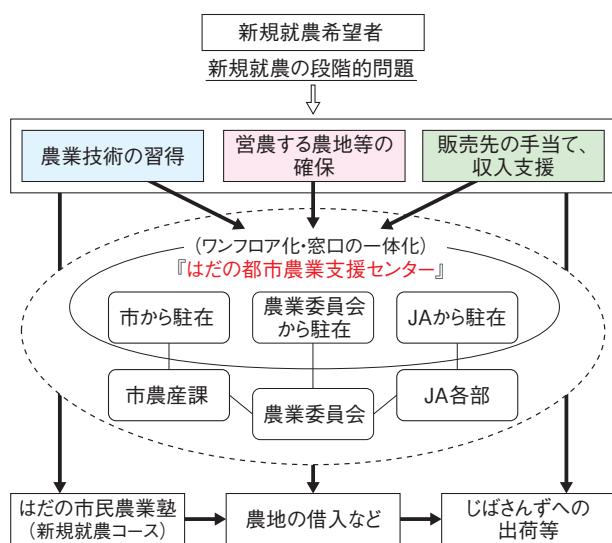 新規就農希望者
新規就農の段階的問題
農業技術の習得
営農する農地等の
確保
販売先の手当て、
収入支援
(ワンフロア化・窓口の一体化)
『はだの都市農業支援センター』
市から駐在
農業委員会
から駐在
JAから駐在
市農産課
農業委員会
JA各部
はだの市民農業塾
(新規就農コース)
農地の借入など
じばさんずへの
出荷等